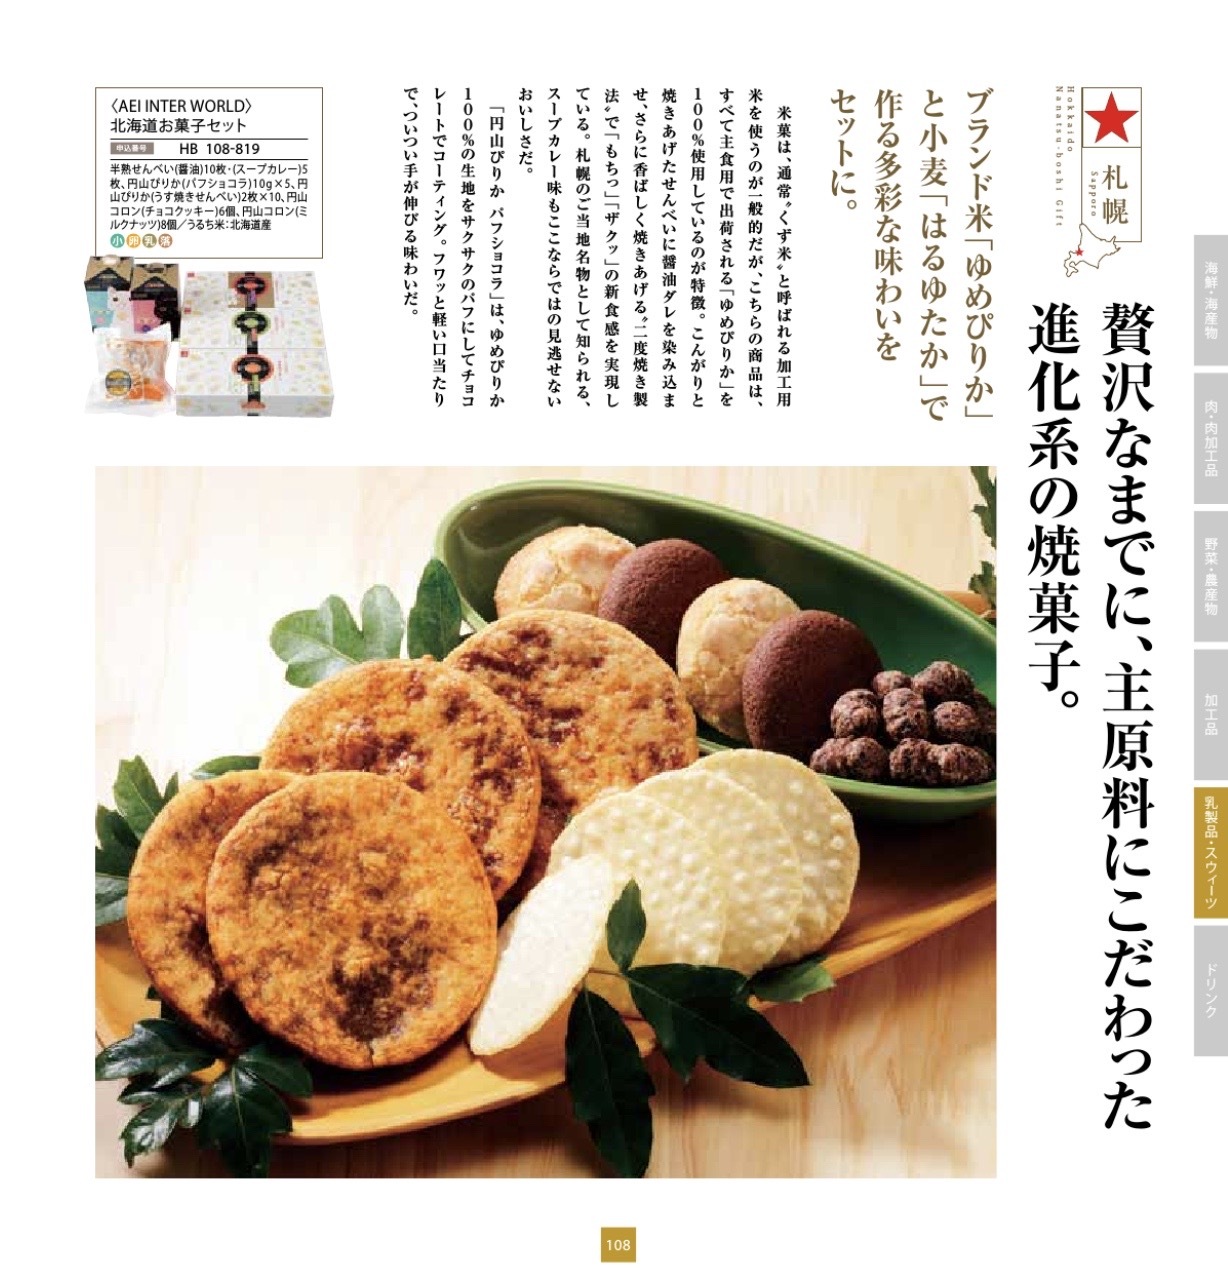 Hokkaido
Nanatsu-boshi Gift
札幌
Sapporo
贅沢なまでに、主原料にこだわった
進化系の焼菓子。
ブランド米「ゆめぴりか」
と小麦「はるゆたか」で
作る多彩な味わいを
セットに。
米菓は、通常〝くず米〟と呼ばれる加工用
米を使うのが一般的だが、こちらの商品は、
すべて主食用で出荷される「ゆめぴりか」を
100%使用しているのが特徴。こんがりと
焼きあげたせんべいに醤油ダレを染み込ま
せ、さらに香ばしく焼きあげる〝二度焼き製
法〟で「もちっ」「ザクッ」の新食感を実現し
ている。札幌のご当地名物として知られる、
スープカレー味もここならではの見逃せない
おいしさだ。
「円山ぴりか パフショコラ」は、ゆめぴりか
100%の生地をサクサクのパフにしてチョコ
レートでコーティング。フワッと軽い口当たり
で、ついつい手が伸びる味わいだ。
〈AEI INTER WORLD〉
北海道お菓子セット
申込番号 HB 108-819
半熟せんべい(醤油)10枚・(スープカレー)5
枚、円山ぴりか(パフショコラ)10g×5、円
山ぴりか(うす焼きせんべい)2枚×10、円山
コロン(チョコクッキー)6個、円山コロン(ミ
ルクナッツ)8個／うるち米:北海道産
小 卵 乳 落
海鮮・海産物
肉・肉加工品
野菜・農産物
加工品
乳製品・スウィーツ
ドリンク
108